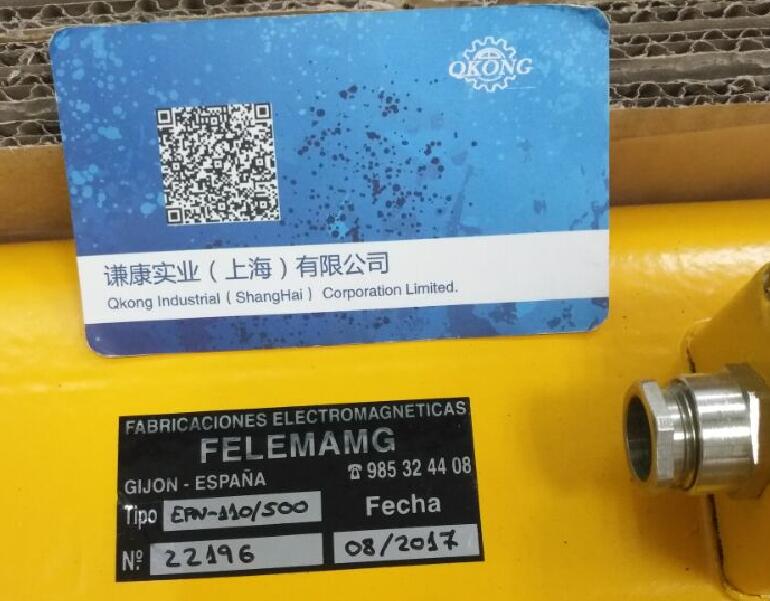 QKONG
谦康实业（上海）有限公司
Qkong Industrial（ShangHai） Corporation Limited.
FABRICACIONES ELECTROMAGNETICAS
FELEMAMG
GIJON - ESPAÑA ☎ 985 32 44 08
Tipo EPN-110/500 Fecha
Nº 22196 08/2017